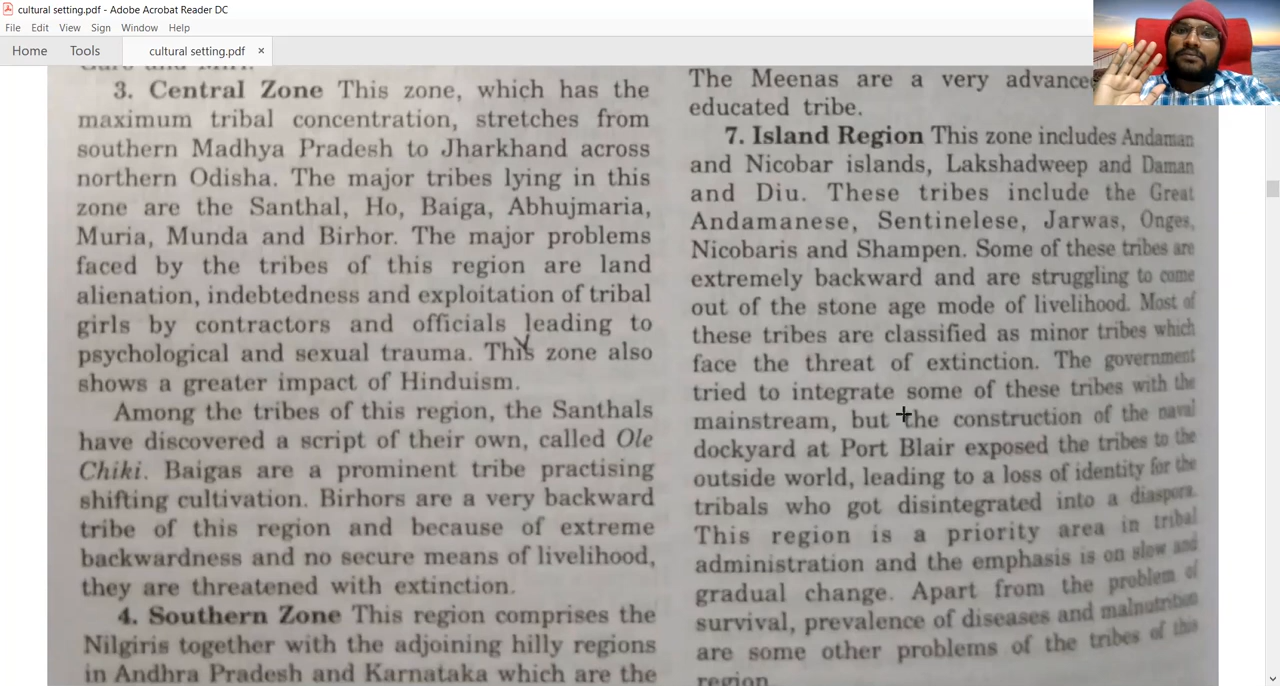 cultural setting.pdf - Adobe Acrobat Reader DC
File Edit View Sign Window Help
Home Tools cultural setting.pdf ×
3. Central Zone This zone, which has the
maximum tribal concentration, stretches from
southern Madhya Pradesh to Jharkhand across
northern Odisha. The major tribes lying in this
zone are the Santhal, Ho, Baiga, Abhujmaria,
Muria, Munda and Birhor. The major problems
faced by the tribes of this region are land
alienation, indebtedness and exploitation of tribal
girls by contractors and officials leading to
psychological and sexual trauma. This zone also
shows a greater impact of Hinduism.
Among the tribes of this region, the Santhals
have discovered a script of their own, called Ole
Chiki. Baigas are a prominent tribe practising
shifting cultivation. Birhors are a very backward
tribe of this region and because of extreme
backwardness and no secure means of livelihood,
they are threatened with extinction.
4. Southern Zone This region comprises the
Nilgiris together with the adjoining hilly regions
in Andhra Pradesh and Karnataka which are the
The Meenas are a very advance
educated tribe.
7. Island Region This zone includes Andaman
and Nicobar islands, Lakshadweep and Daman
and Diu. These tribes include the Great
Andamanese, Sentinelese, Jarwas, Onges,
Nicobaris and Shampen. Some of these tribes are
extremely backward and are struggling to come
out of the stone age mode of livelihood. Most of
these tribes are classified as minor tribes which
face the threat of extinction. The government
tried to integrate some of these tribes with the
mainstream, but the construction of the naval
dockyard at Port Blair exposed the tribes to the
outside world, leading to a loss of identity for the
tribals who got disintegrated into a diaspora.
This region is a priority area in tribal
administration and the emphasis is on slow and
gradual change. Apart from the problem of
survival, prevalence of diseases and malnutrition
are some other problems of the tribes of this
region